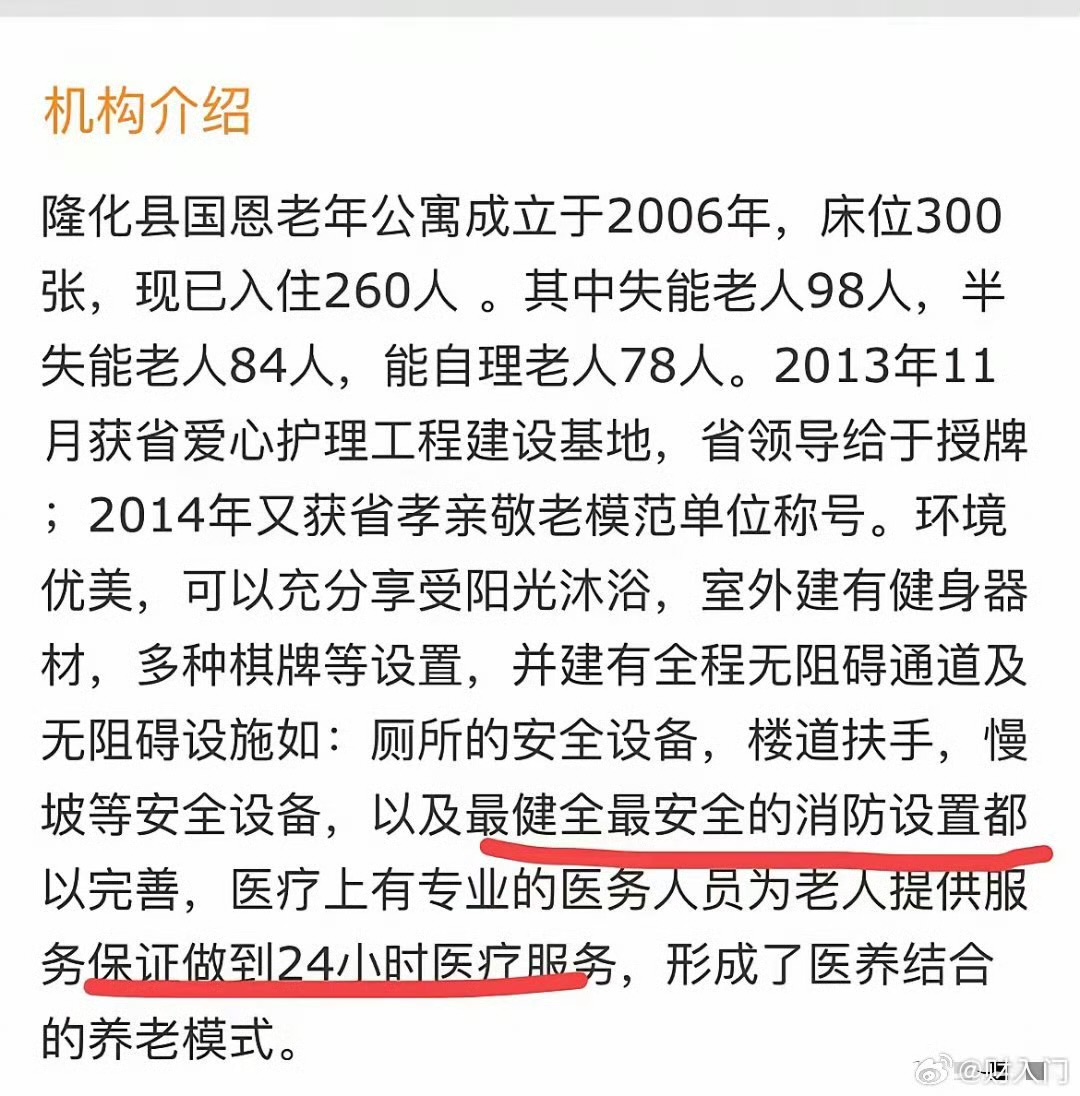 机构介绍
隆化县国恩老年公寓成立于2006年，床位300
张，现已入住260人 。其中失能老人98人，半
失能老人84人，能自理老人78人。2013年11
月获省爱心护理工程建设基地，省领导给于授牌
；2014年又获省孝亲敬老模范单位称号。环境
优美，可以充分享受阳光沐浴，室外建有健身器
材，多种棋牌等设置，并建有全程无阻碍通道及
无阻碍设施如：厕所的安全设备，楼道扶手，慢
坡等安全设备，以及最健全最安全的消防设置都
以完善，医疗上有专业的医务人员为老人提供服
务保证做到24小时医疗服务，形成了医养结合
的养老模式。
@财入门